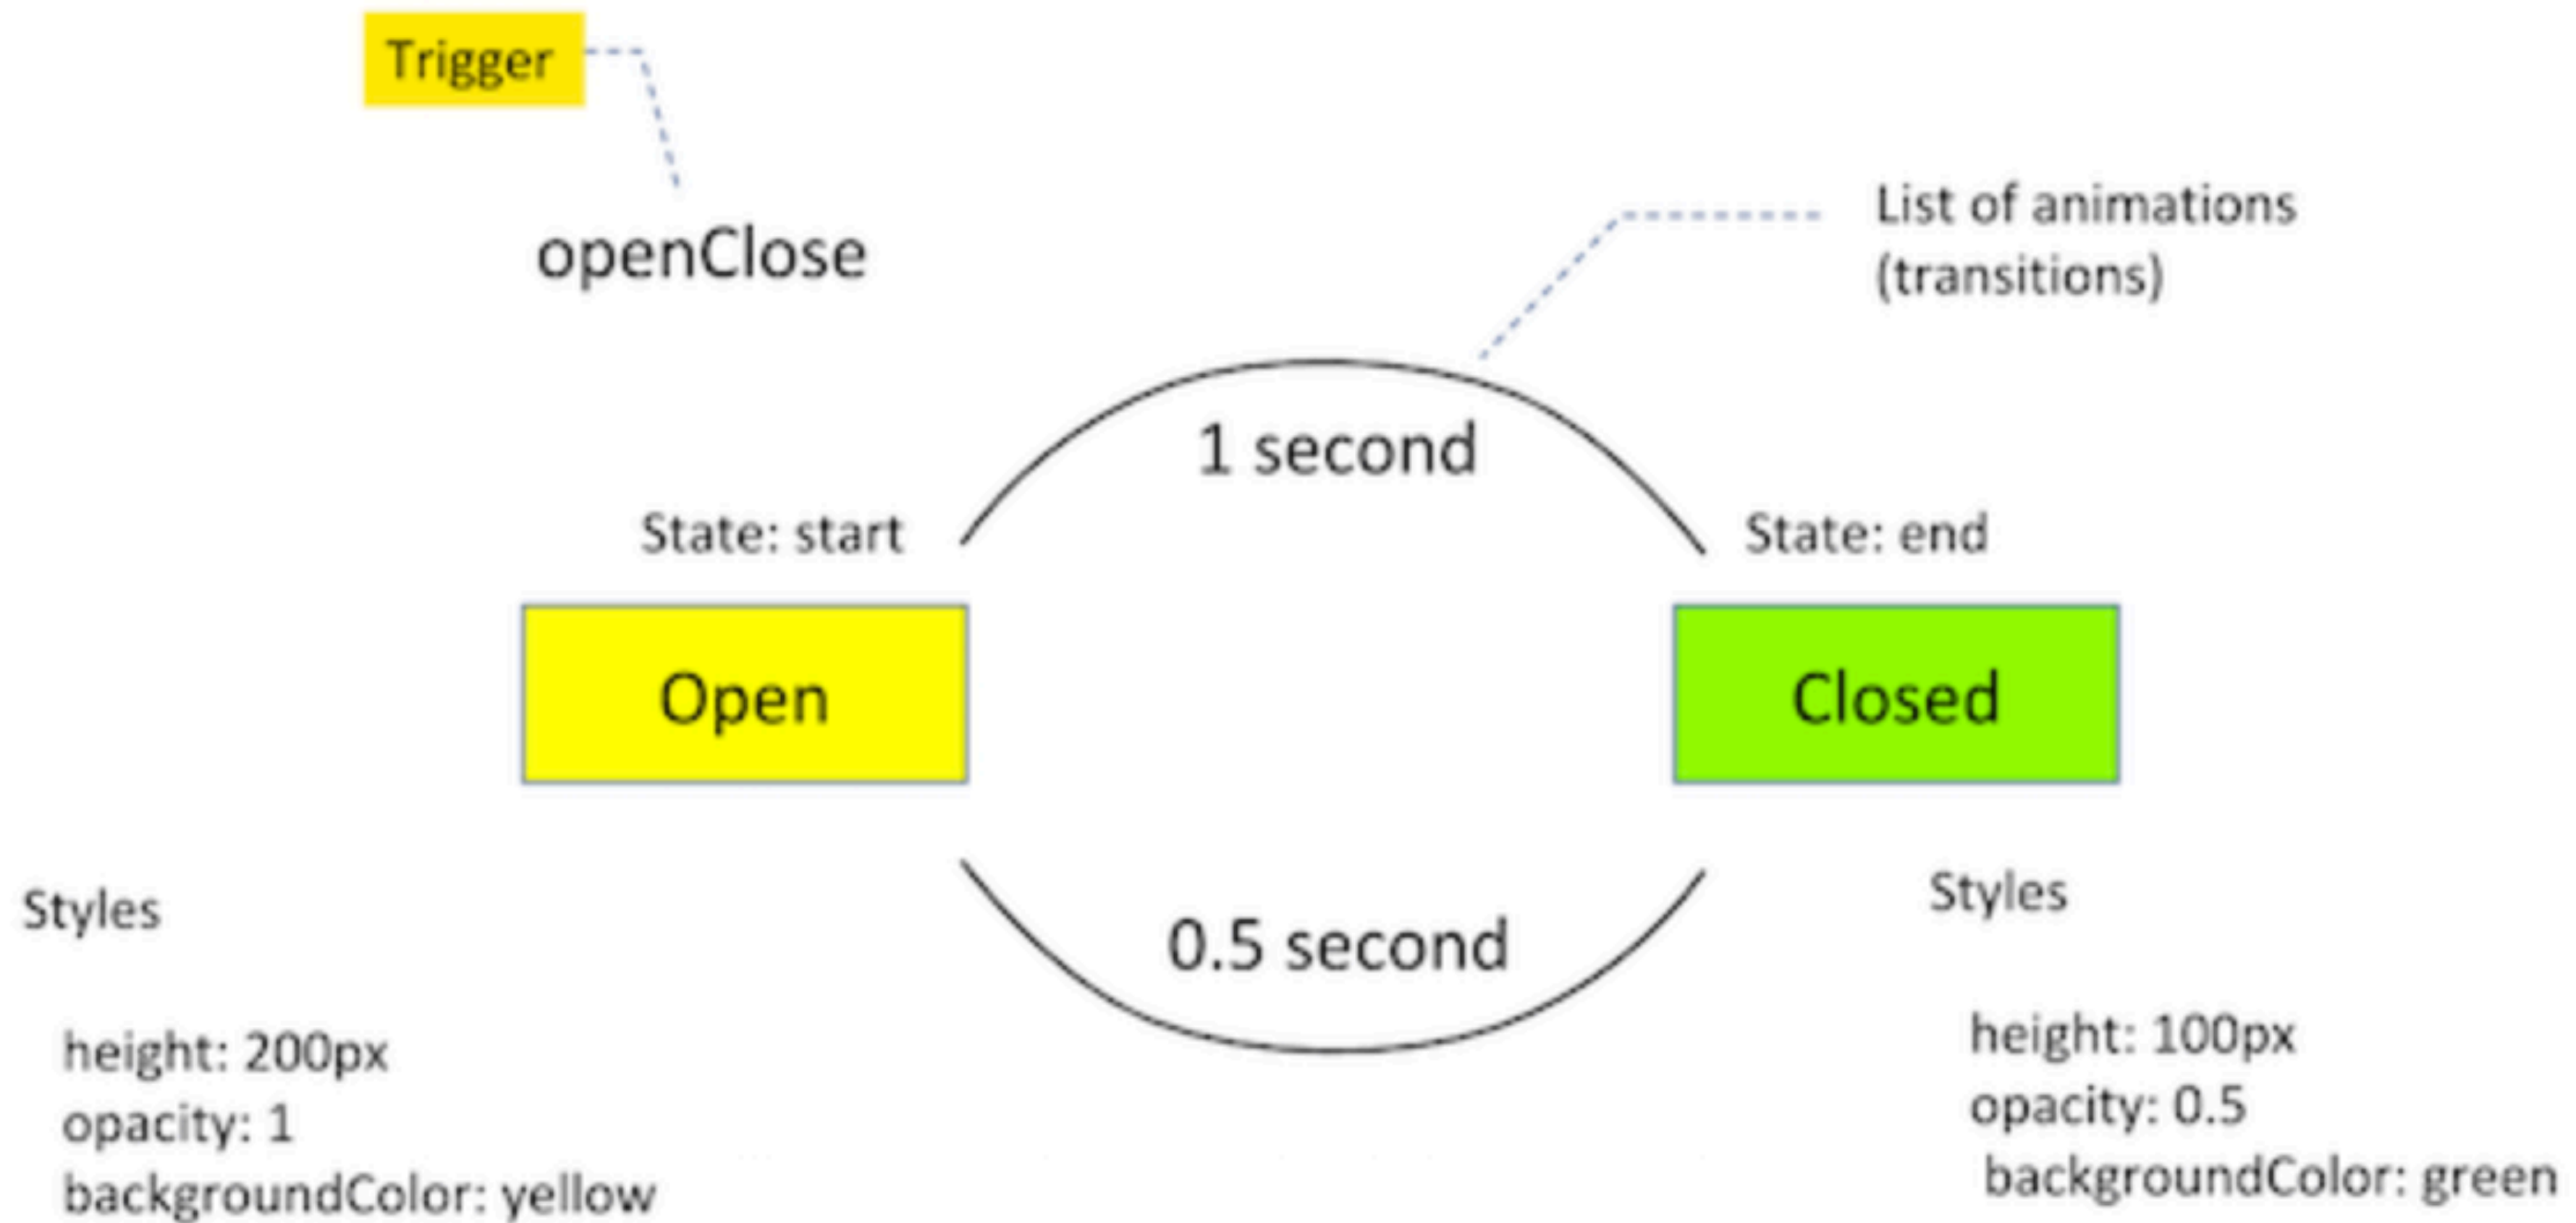 Trigger
openClose
List of animations
(transitions)
1 second
State: start
State: end
Open
Closed
0.5 second
Styles
height: 200px
opacity: 1
backgroundColor: yellow
Styles
height: 100px
opacity: 0.5
backgroundColor: green